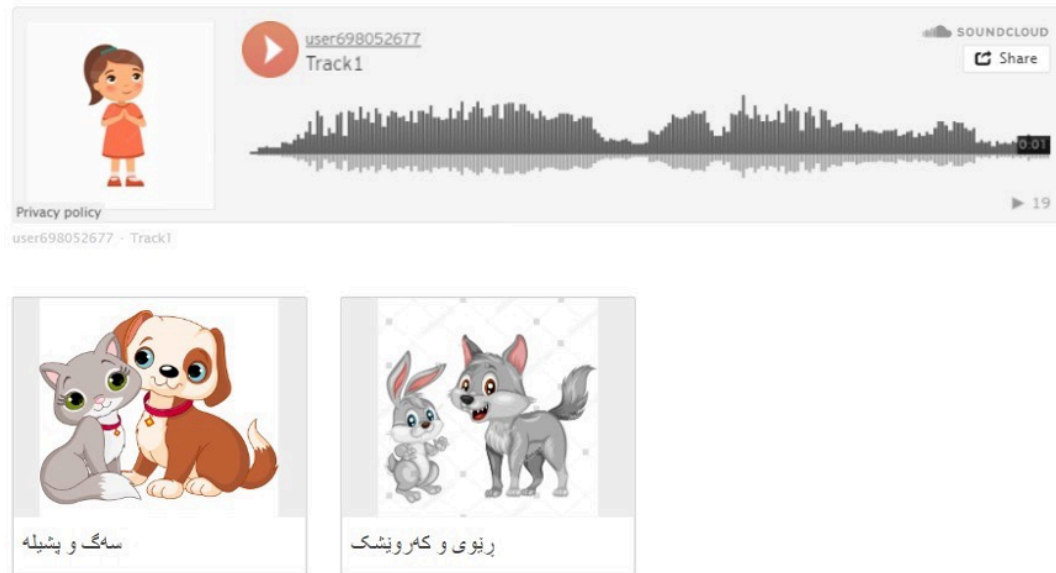 user698052677
Track1
SOUNDCLOUD
Share
0:01
Privacy policy
19
user698052677 · Track1
سەگ و پشیلە
ڕێوی و کەروێشک